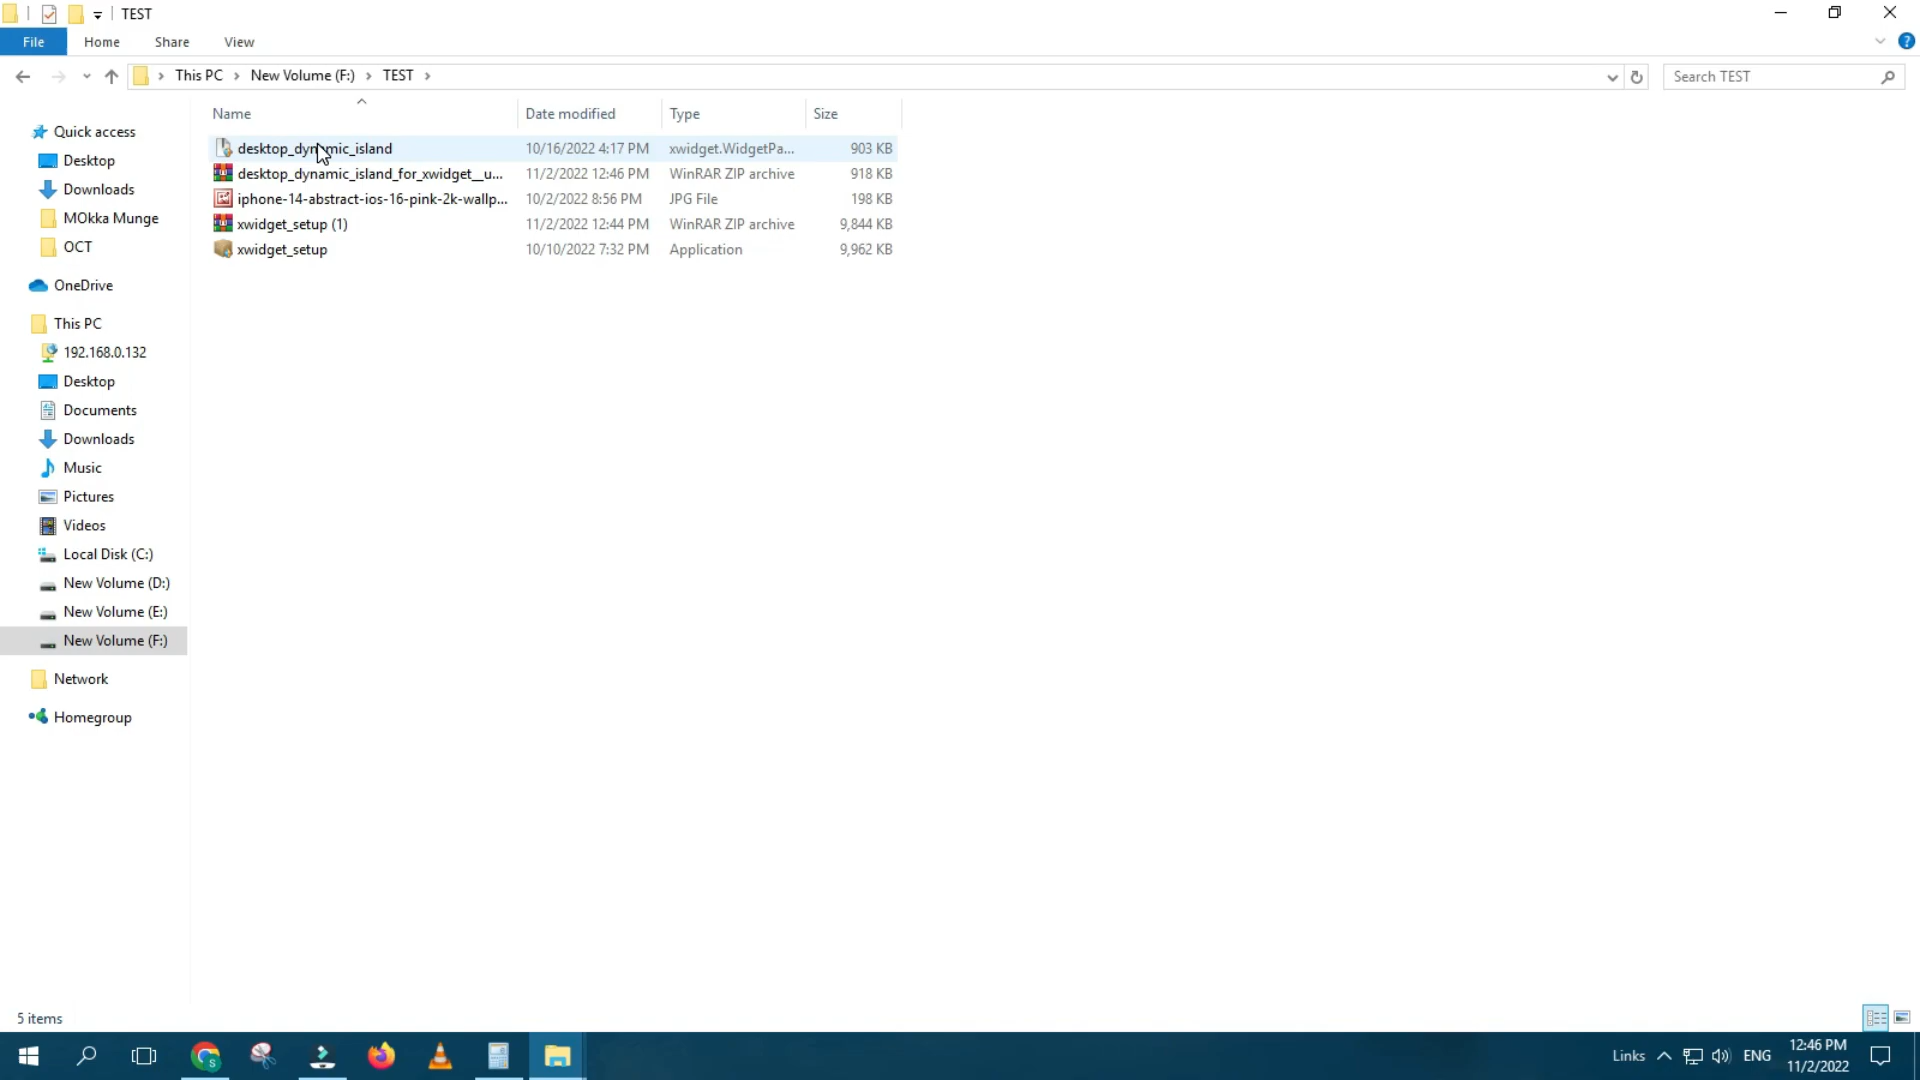 TEST
File Home Share View
This PC New Volume (F:) TEST
Search TEST
Name Date modified Type Size
desktop_dynamic_island 10/16/2022 4:17 PM xwidget.WidgetPa... 903 KB
desktop_dynamic_island_for_xwidget__u... 11/2/2022 12:46 PM WinRAR ZIP archive 918 KB
iphone-14-abstract-ios-16-pink-2k-wallp... 10/2/2022 8:56 PM JPG File 198 KB
xwidget_setup (1) 11/2/2022 12:44 PM WinRAR ZIP archive 9,844 KB
xwidget_setup 10/10/2022 7:32 PM Application 9,962 KB
Quick access
Desktop
Downloads
MOkka Munge
OCT
OneDrive
This PC
192.168.0.132
Desktop
Documents
Downloads
Music
Pictures
Videos
Local Disk (C:)
New Volume (D:)
New Volume (E:)
New Volume (F:)
Network
Homegroup
5 items
Links ENG 12:46 PM
11/2/2022